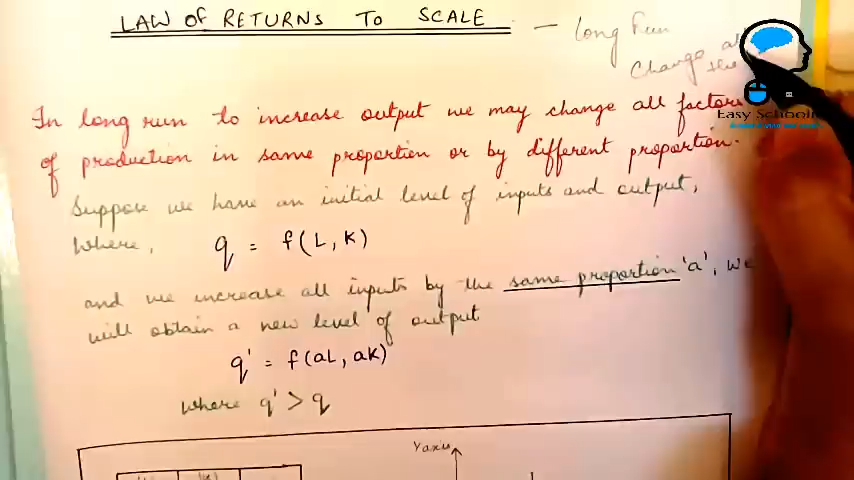 LAW OF RETURNS TO SCALE — Long Run
Change all
the
In long run to increase output we may change all factors
of production in same proportion or by different proportion.
Suppose we have an initial level of inputs and output,
Where, q = f(L, K)
and we increase all inputs by the same proportion 'a', we
will obtain a new level of output
q' = f(aL, aK)
where q' > q
Y axis
Easy Schooling